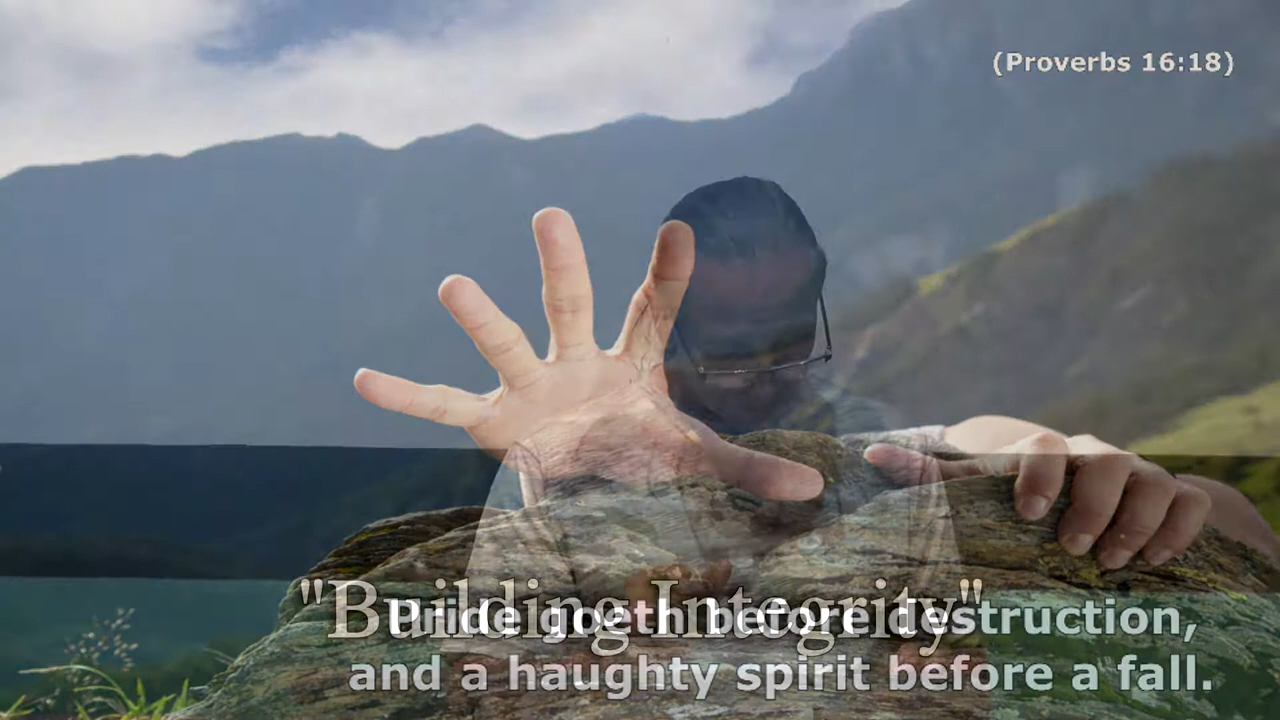 (Proverbs 16:18)
"Building Integrity"
Pride goeth before destruction,
and a haughty spirit before a fall.